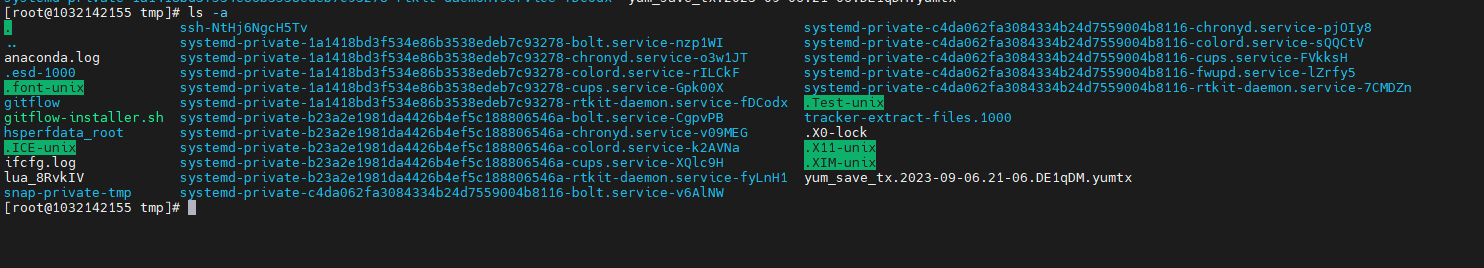 [root@1032142155 tmp]# ls -a
. ssh-NtHj6NgcH5Tv systemd-private-c4da062fa3084334b24d7559004b8116-chronyd.service-pjOIy8
.. systemd-private-1a1418bd3f534e86b3538edeb7c93278-bolt.service-nzp1WI systemd-private-c4da062fa3084334b24d7559004b8116-colord.service-sQQCtV
anaconda.log systemd-private-1a1418bd3f534e86b3538edeb7c93278-chronyd.service-o3w1JT systemd-private-c4da062fa3084334b24d7559004b8116-cups.service-FVkksH
.esd-1000 systemd-private-1a1418bd3f534e86b3538edeb7c93278-colord.service-rILCkF systemd-private-c4da062fa3084334b24d7559004b8116-fwupd.service-lZrfy5
.font-unix systemd-private-1a1418bd3f534e86b3538edeb7c93278-cups.service-Gpk00X systemd-private-c4da062fa3084334b24d7559004b8116-rtkit-daemon.service-7CMDZn
gitflow systemd-private-1a1418bd3f534e86b3538edeb7c93278-rtkit-daemon.service-fDCodx .Test-unix
gitflow-installer.sh systemd-private-b23a2e1981da4426b4ef5c188806546a-bolt.service-CgpvPB tracker-extract-files.1000
hsperfdata_root systemd-private-b23a2e1981da4426b4ef5c188806546a-chronyd.service-v09MEG .X0-lock
.ICE-unix systemd-private-b23a2e1981da4426b4ef5c188806546a-colord.service-k2AVNa .X11-unix
ifcfg.log systemd-private-b23a2e1981da4426b4ef5c188806546a-cups.service-XQlc9H .XIM-unix
lua_8RvkIV systemd-private-b23a2e1981da4426b4ef5c188806546a-rtkit-daemon.service-fyLnH1 yum_save_tx.2023-09-06.21-06.DE1qDM.yumtx
snap-private-tmp systemd-private-c4da062fa3084334b24d7559004b8116-bolt.service-v6AlNW
[root@1032142155 tmp]#